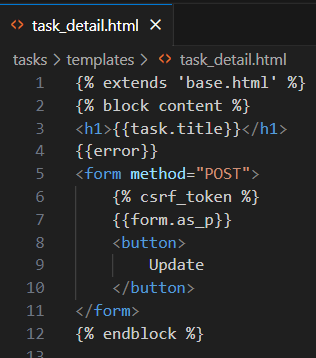 <> task_detail.html ×
tasks > templates > <> task_detail.html
1 {% extends 'base.html' %}
2 {% block content %}
3 <h1>{{task.title}}</h1>
4 {{error}}
5 <form method="POST">
6     {% csrf_token %}
7     {{form.as_p}}
8     <button>
9         Update
10     </button>
11 </form>
12 {% endblock %}
13